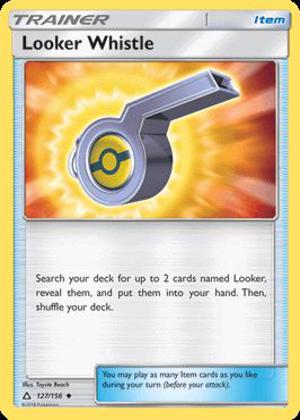 TRAINER Item
Looker Whistle
Search your deck for up to 2 cards named Looker,
reveal them, and put them into your hand. Then,
shuffle your deck.
Illus. Toyste Beach
127/156
©2018 Pokémon
You may play as many Item cards as you like
during your turn (before your attack).